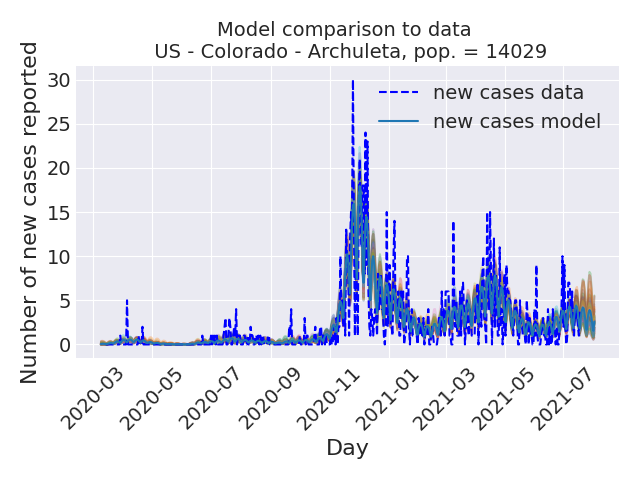 Model comparison to data
US - Colorado - Archuleta, pop. = 14029
Number of new cases reported
30
25
20
15
10
5
0
new cases data
new cases model
2020-03
2020-05
2020-07
2020-09
2020-11
2021-01
2021-03
2021-05
2021-07
Day